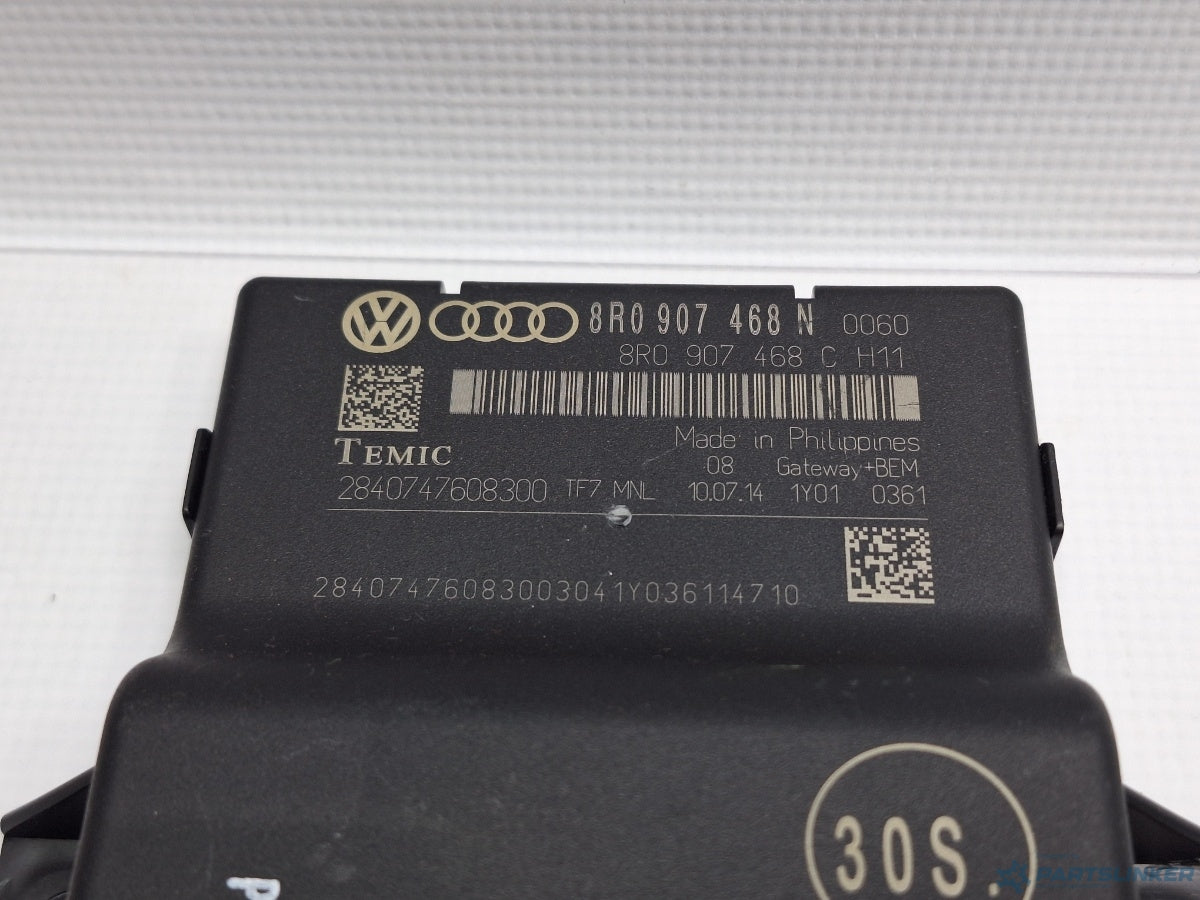 8R0 907 468 N 0060
8R0 907 468 C H11
Made in Philippines
TEMIC 08 Gateway+BEM
2840747608300 TF7 MNL 10.07.14 1Y01 0361
28407476083003041Y036114710
30S.
P
PARTSLINKER